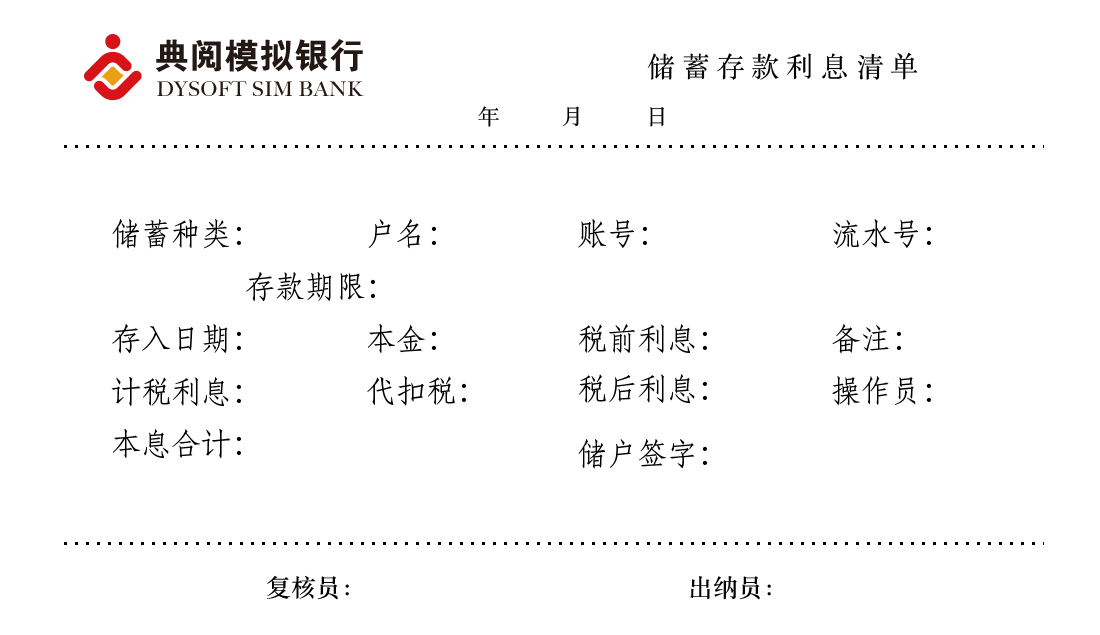 典阅模拟银行
DYSOFT SIM BANK
储蓄存款利息清单
年 月 日
储蓄种类： 户名： 账号： 流水号：
存款期限：
存入日期： 本金： 税前利息： 备注：
计税利息： 代扣税： 税后利息： 操作员：
本息合计： 储户签字：
复核员： 出纳员：